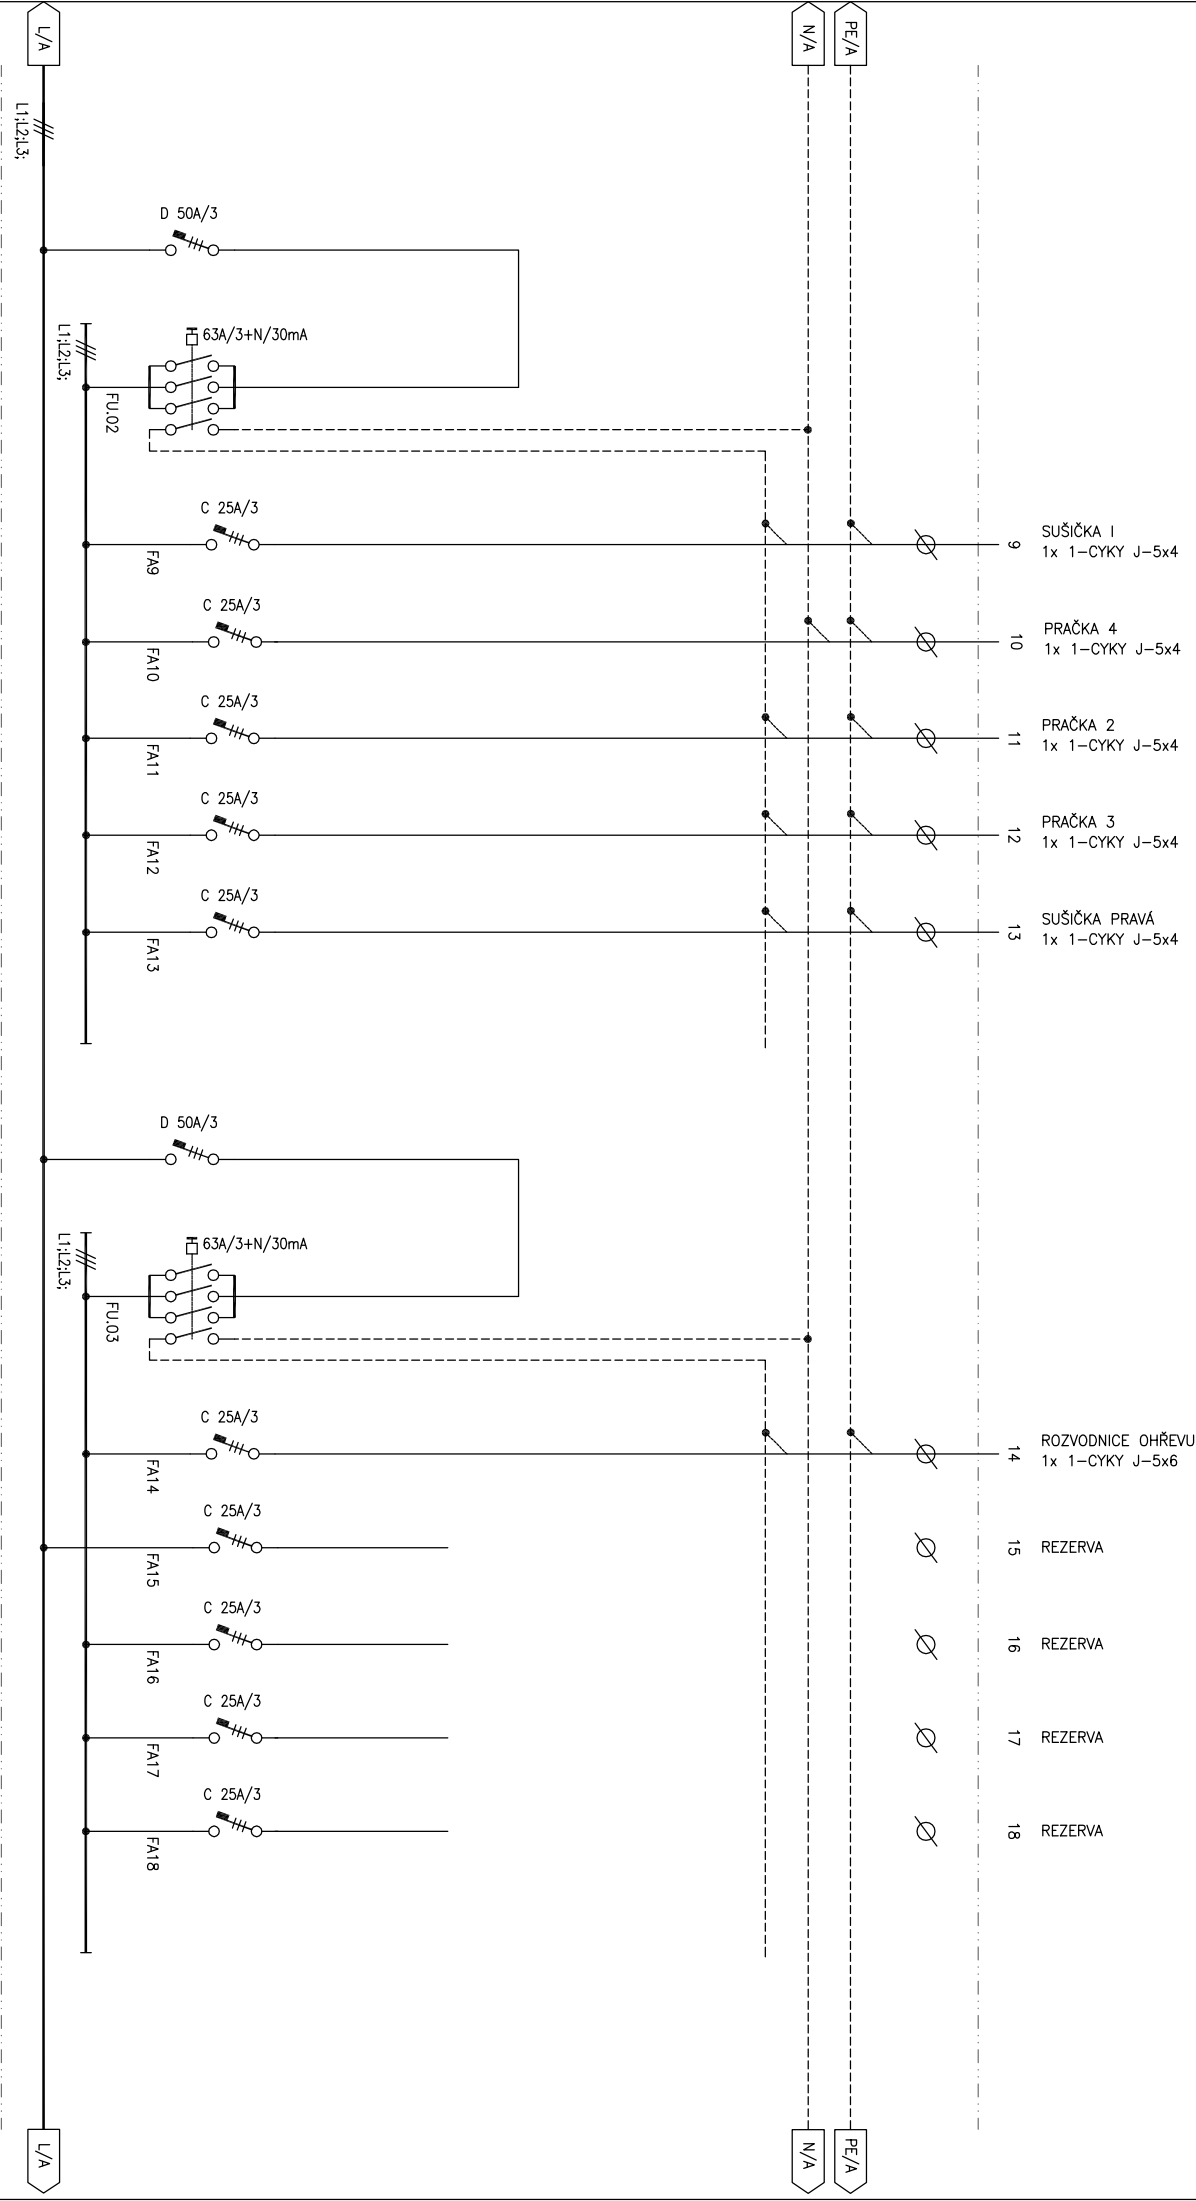 L/A
N/A
PE/A
L1;L2;L3;
D 50A/3
63A/3+N/30mA
L1;L2;L3;
FU.02
C 25A/3
FA9
9
SUŠIČKA I
1x 1-CYKY J-5x4
C 25A/3
FA10
10
PRAČKA 4
1x 1-CYKY J-5x4
C 25A/3
FA11
11
PRAČKA 2
1x 1-CYKY J-5x4
C 25A/3
FA12
12
PRAČKA 3
1x 1-CYKY J-5x4
C 25A/3
FA13
13
SUŠIČKA PRAVÁ
1x 1-CYKY J-5x4
D 50A/3
63A/3+N/30mA
L1;L2;L3;
FU.03
C 25A/3
FA14
14
ROZVODNICE OHŘEVU
1x 1-CYKY J-5x6
C 25A/3
FA15
15
REZERVA
C 25A/3
FA16
16
REZERVA
C 25A/3
FA17
17
REZERVA
C 25A/3
FA18
18
REZERVA
L/A
N/A
PE/A